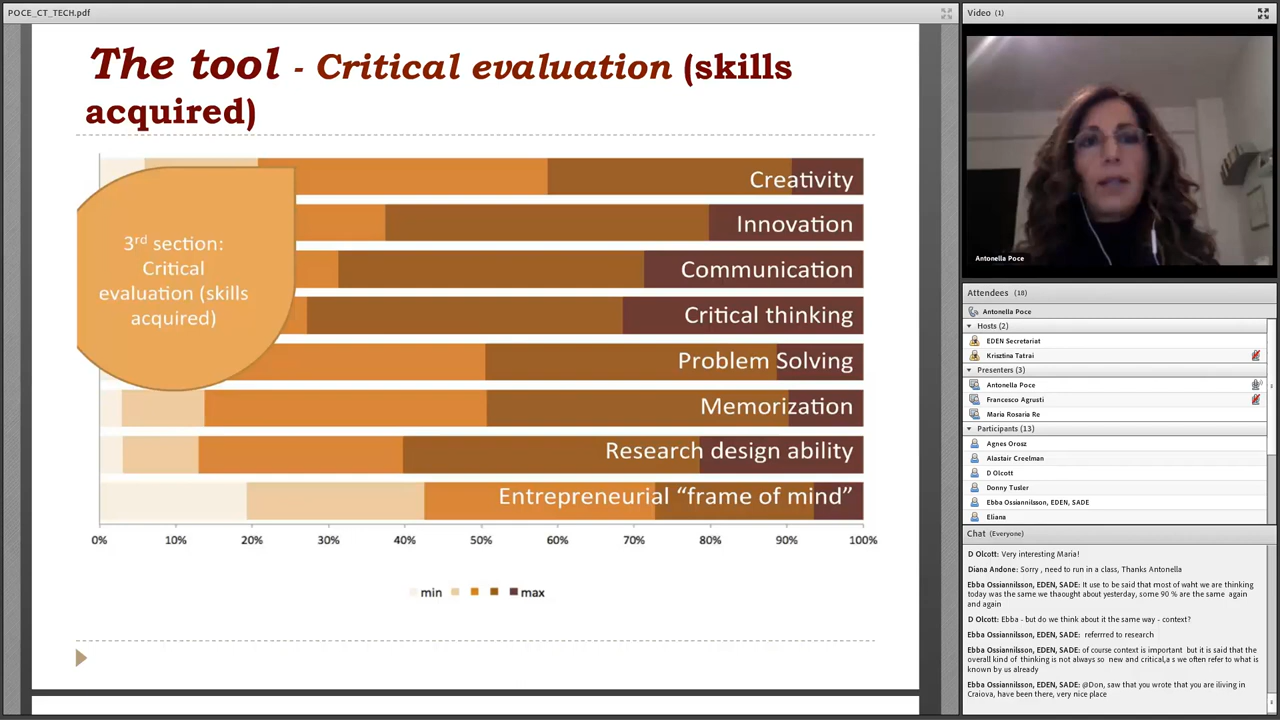 POCE_CT_TECH.pdf
The tool - Critical evaluation (skills
acquired)
3rd section:
Critical
evaluation (skills
acquired)
Creativity
Innovation
Communication
Critical thinking
Problem Solving
Memorization
Research design ability
Entrepreneurial “frame of mind”
0% 10% 20% 30% 40% 50% 60% 70% 80% 90% 100%
min max
Video (1)
Antonella Poce
Attendees (18)
Antonella Poce
Hosts (2)
EDEN Secretariat
Krisztina Tatrai
Presenters (3)
Antonella Poce
Francesco Agrusti
Maria Rosaria Re
Participants (13)
Agnes Orosz
Alastair Creelman
D Olcott
Donny Tusler
Ebba Ossiannilsson, EDEN, SADE
Eliana
Chat (Everyone)
D Olcott: Very interesting Maria!
Diana Andone: Sorry , need to run in a class, Thanks Antonella
Ebba Ossiannilsson, EDEN, SADE: It use to be said that most of waht we are thinking
today was the same we thaought about yesterday, some 90 % are the same again
and again
D Olcott: Ebba - but do we think about it the same way - context?
Ebba Ossiannilsson, EDEN, SADE: referrred to research
Ebba Ossiannilsson, EDEN, SADE: of course context is important but it is said that the
overall kind of thinking is not always so new and critical,a s we often refer to what is
known by us already
Ebba Ossiannilsson, EDEN, SADE: @Don, saw that you wrote that you are iliving in
Craiova, have been there, very nice place